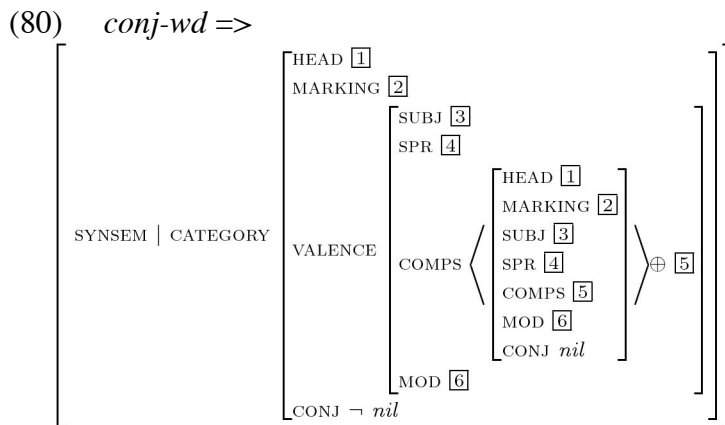 (80) conj-wd =>
HEAD 1
MARKING 2
SUBJ 3
SPR 4
HEAD 1
MARKING 2
SUBJ 3
SYNSEM | CATEGORY VALENCE COMPS ⟨ SPR 4 ⟩ ⊕ 5
COMPS 5
MOD 6
CONJ nil
MOD 6
CONJ ¬ nil